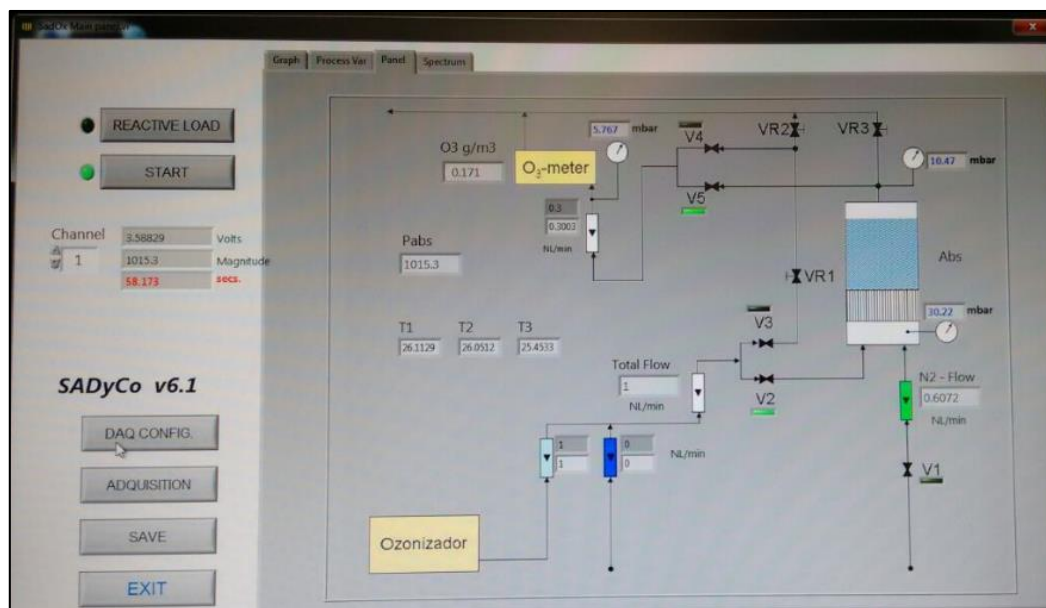 SadOx Main panel.vi
Graph Process Var Panel Spectrum
REACTIVE LOAD
START
Channel
1
3.58829 Volts
1015.3 Magnitude
58.173 secs.
SADyCo v6.1
DAQ CONFIG.
ADQUISITION
SAVE
EXIT
O3 g/m3
0.171
O3-meter
5.767 mbar
V4
VR2
VR3
10.47 mbar
V5
0.3
0.3003
NL/min
Pabs
1015.3
VR1
Abs
30.22 mbar
T1 T2 T3
26.1129 26.0512 25.4533
V3
Total Flow
1
NL/min
V2
N2 - Flow
0.6072
NL/min
1
1
0
0
NL/min
V1
Ozonizador